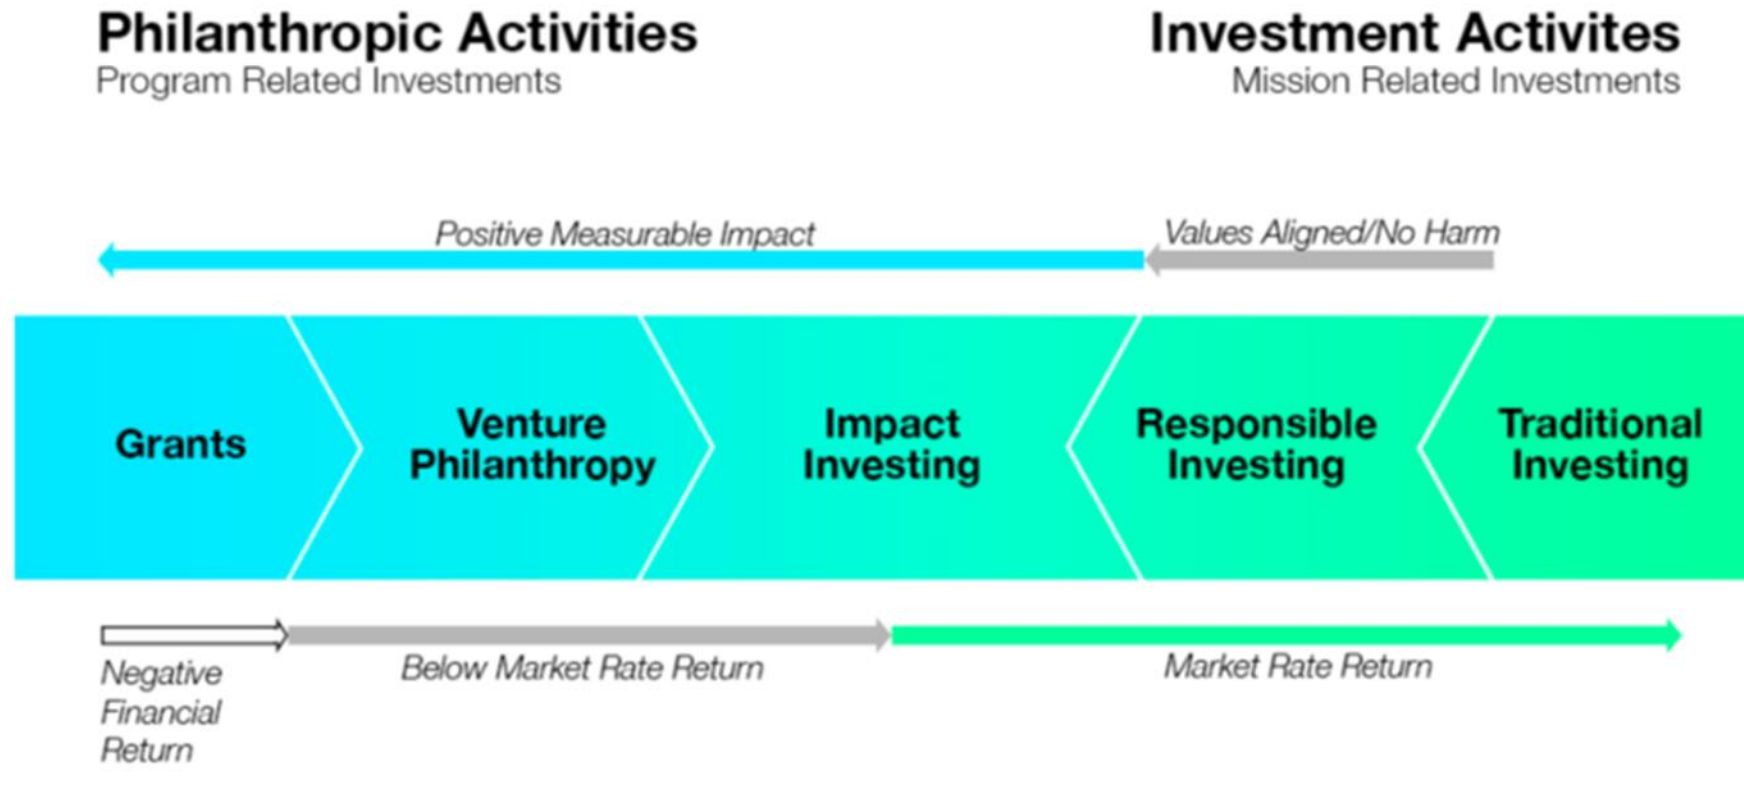 Philanthropic Activities
Program Related Investments
Investment Activites
Mission Related Investments
Positive Measurable Impact
Values Aligned/No Harm
Grants
Venture
Philanthropy
Impact
Investing
Responsible
Investing
Traditional
Investing
Negative
Financial
Return
Below Market Rate Return
Market Rate Return